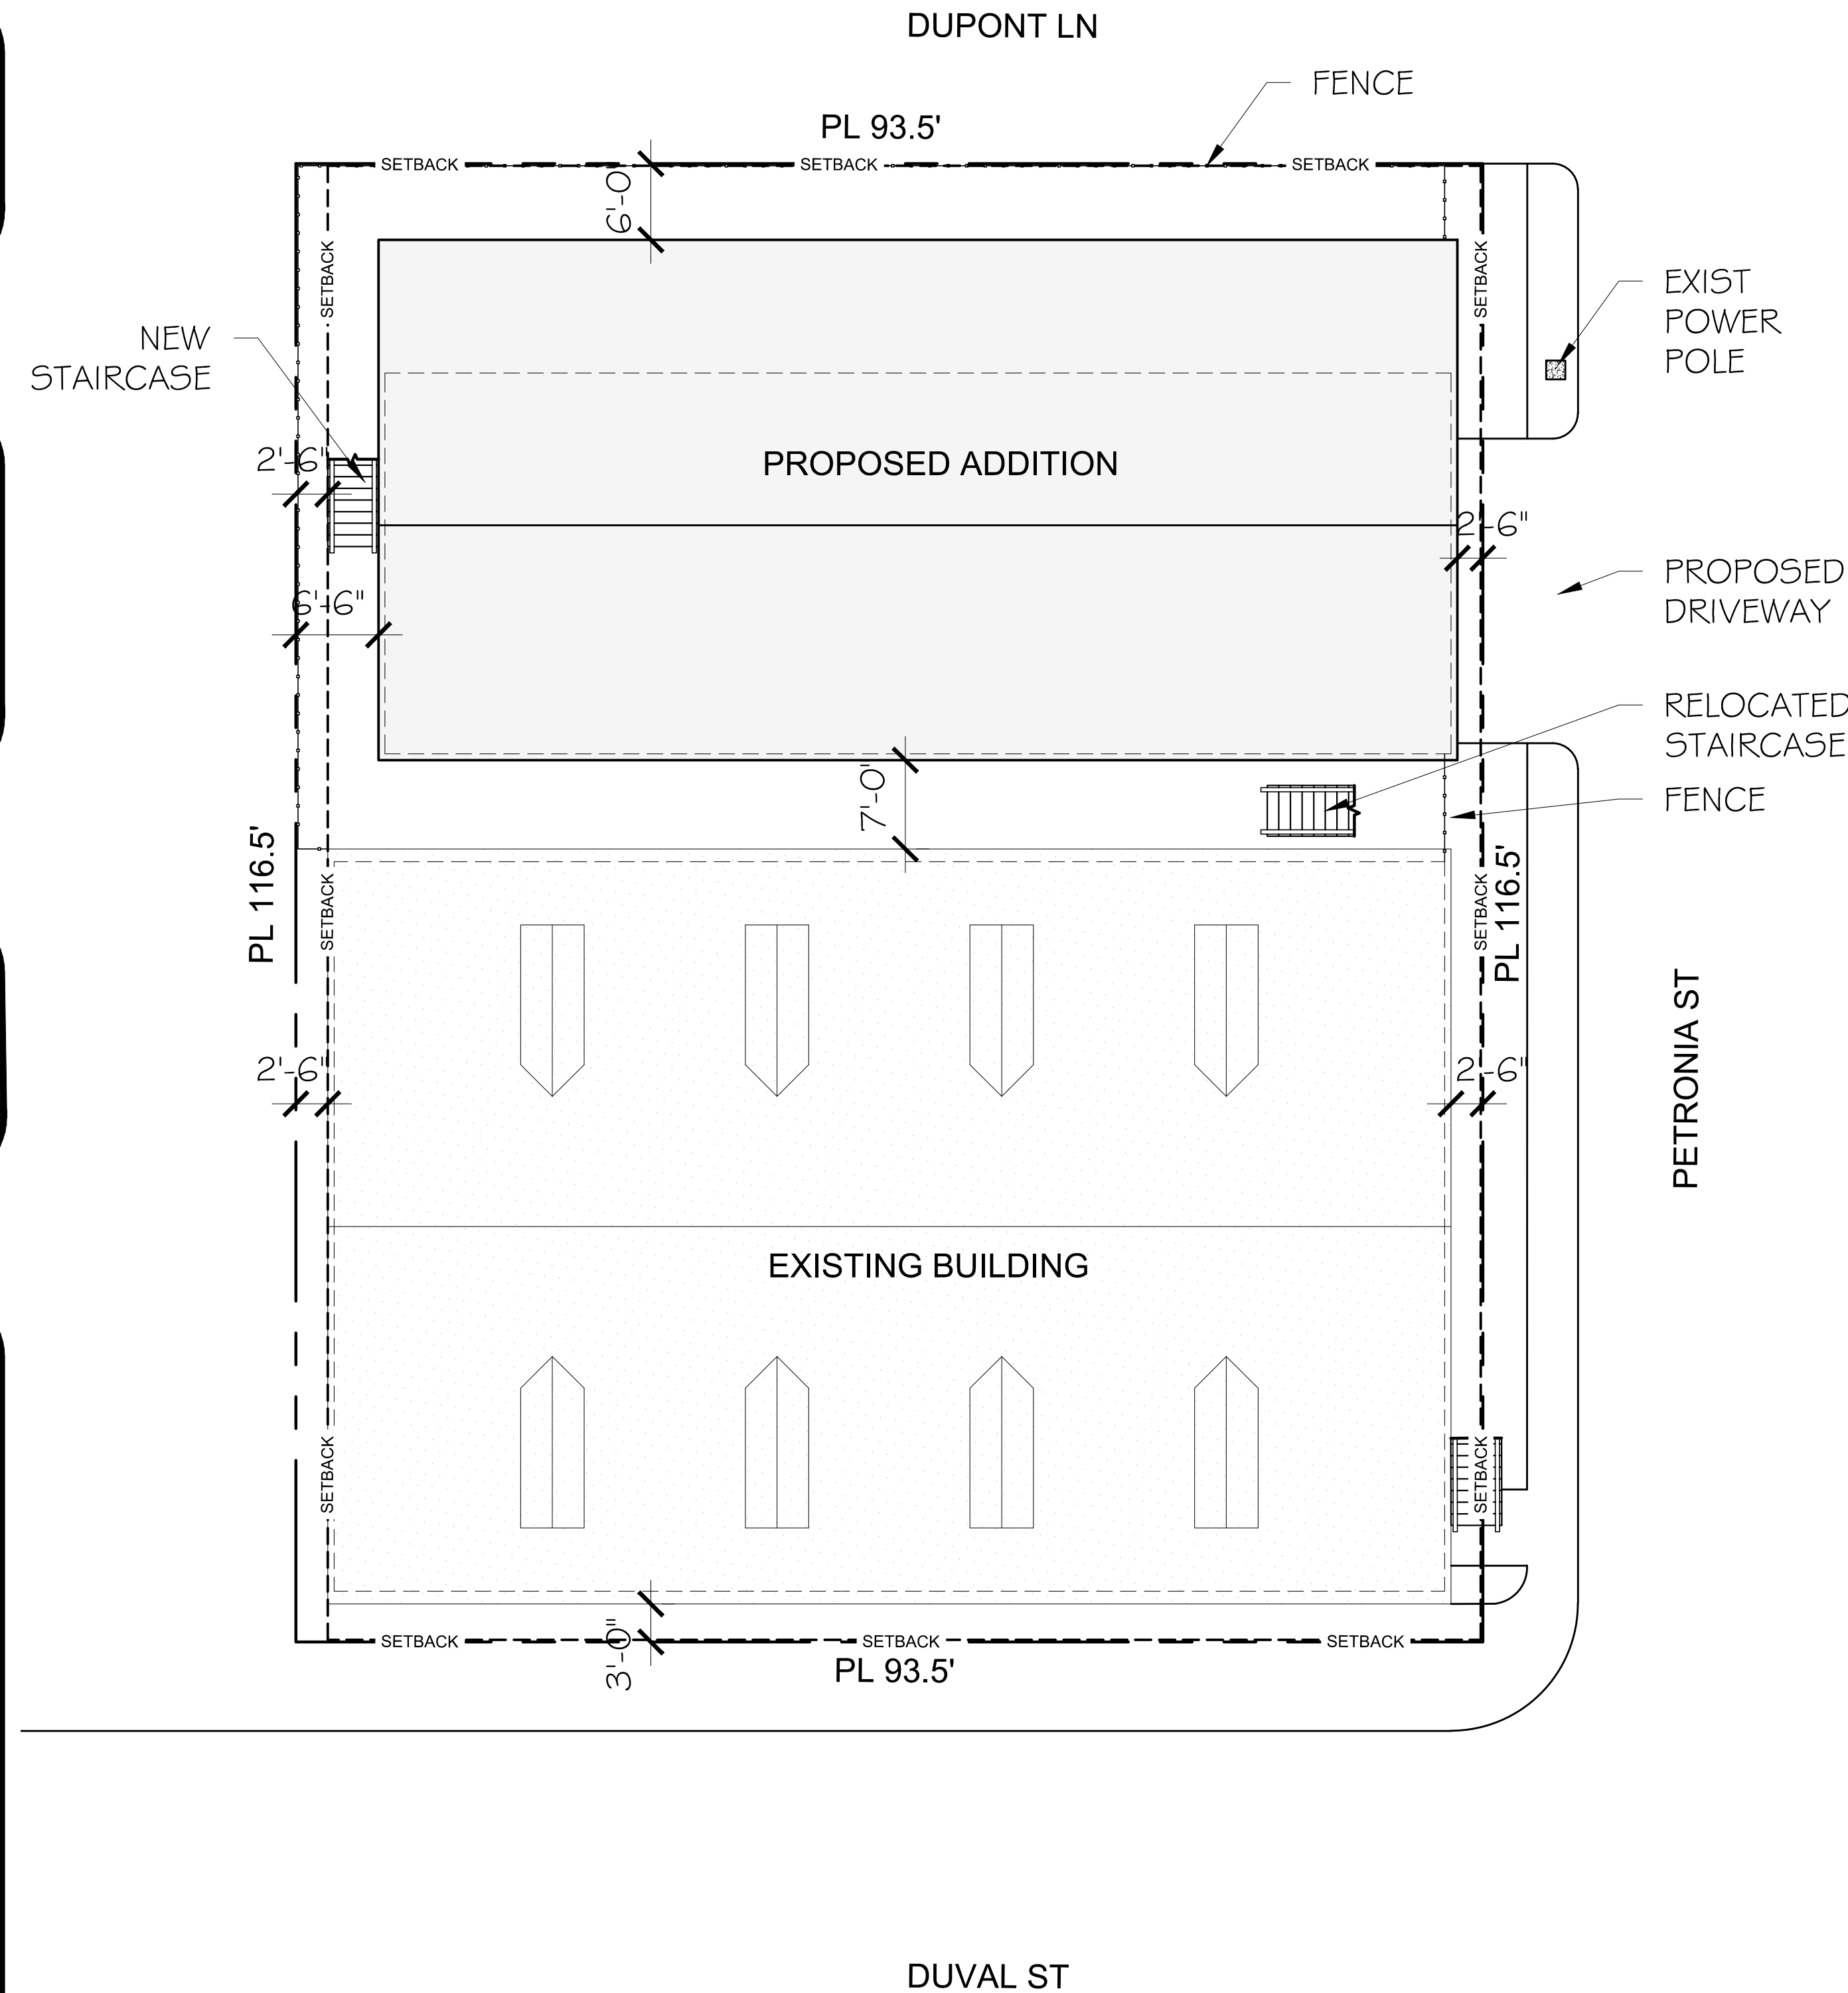 DUPONT LN
FENCE
PL 93.5'
SETBACK SETBACK SETBACK
6'-0
SETBACK
SETBACK
EXIST
POWER
POLE
NEW
STAIRCASE
2'-6"
PROPOSED ADDITION
2'-6"
PROPOSED
DRIVEWAY
6'-6"
RELOCATED
STAIRCASE
7'-0"
FENCE
PL 116.5'
SETBACK
SETBACK
PL 116.5'
2'-6"
2'-6"
PETRONIA ST
EXISTING BUILDING
SETBACK
SETBACK
3'-0"
SETBACK SETBACK SETBACK
PL 93.5'
DUVAL ST